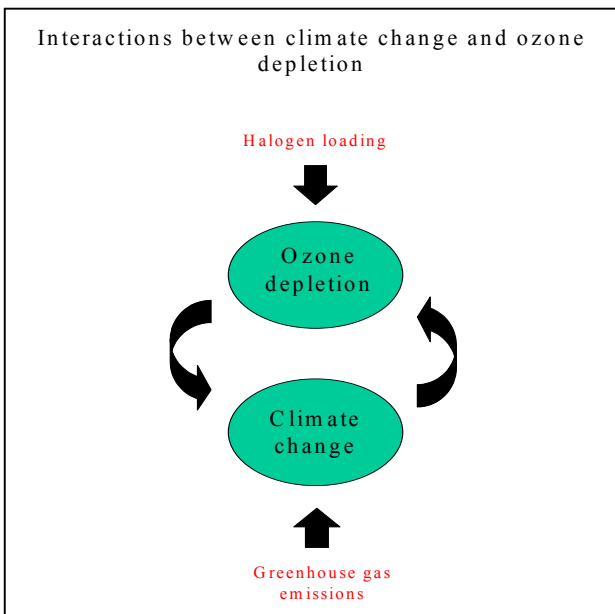 Interactions between climate change and ozone
depletion
Halogen loading
Ozone
depletion
Climate
change
Greenhouse gas
emissions